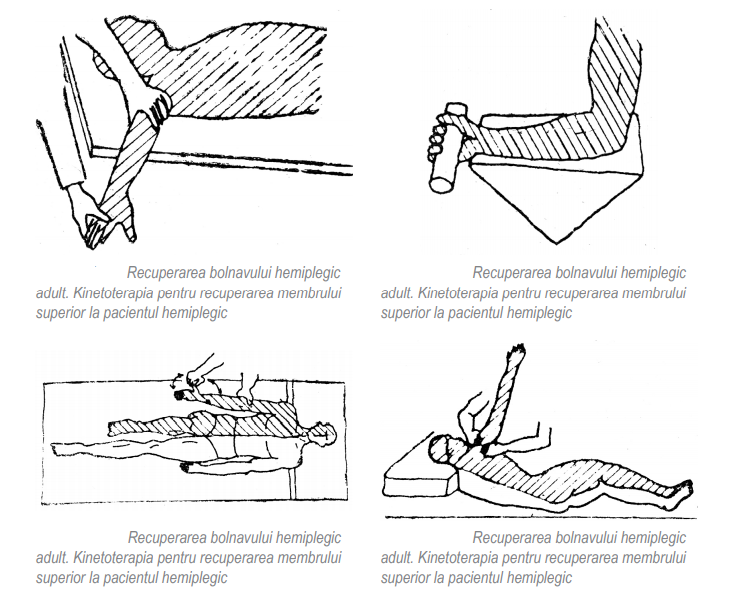 Recuperarea bolnavului hemiplegic
adult. Kinetoterapia pentru recuperarea membrului
superior la pacientul hemiplegic
Recuperarea bolnavului hemiplegic
adult. Kinetoterapia pentru recuperarea membrului
superior la pacientul hemiplegic
Recuperarea bolnavului hemiplegic
adult. Kinetoterapia pentru recuperarea membrului
superior la pacientul hemiplegic
Recuperarea bolnavului hemiplegic
adult. Kinetoterapia pentru recuperarea membrului
superior la pacientul hemiplegic